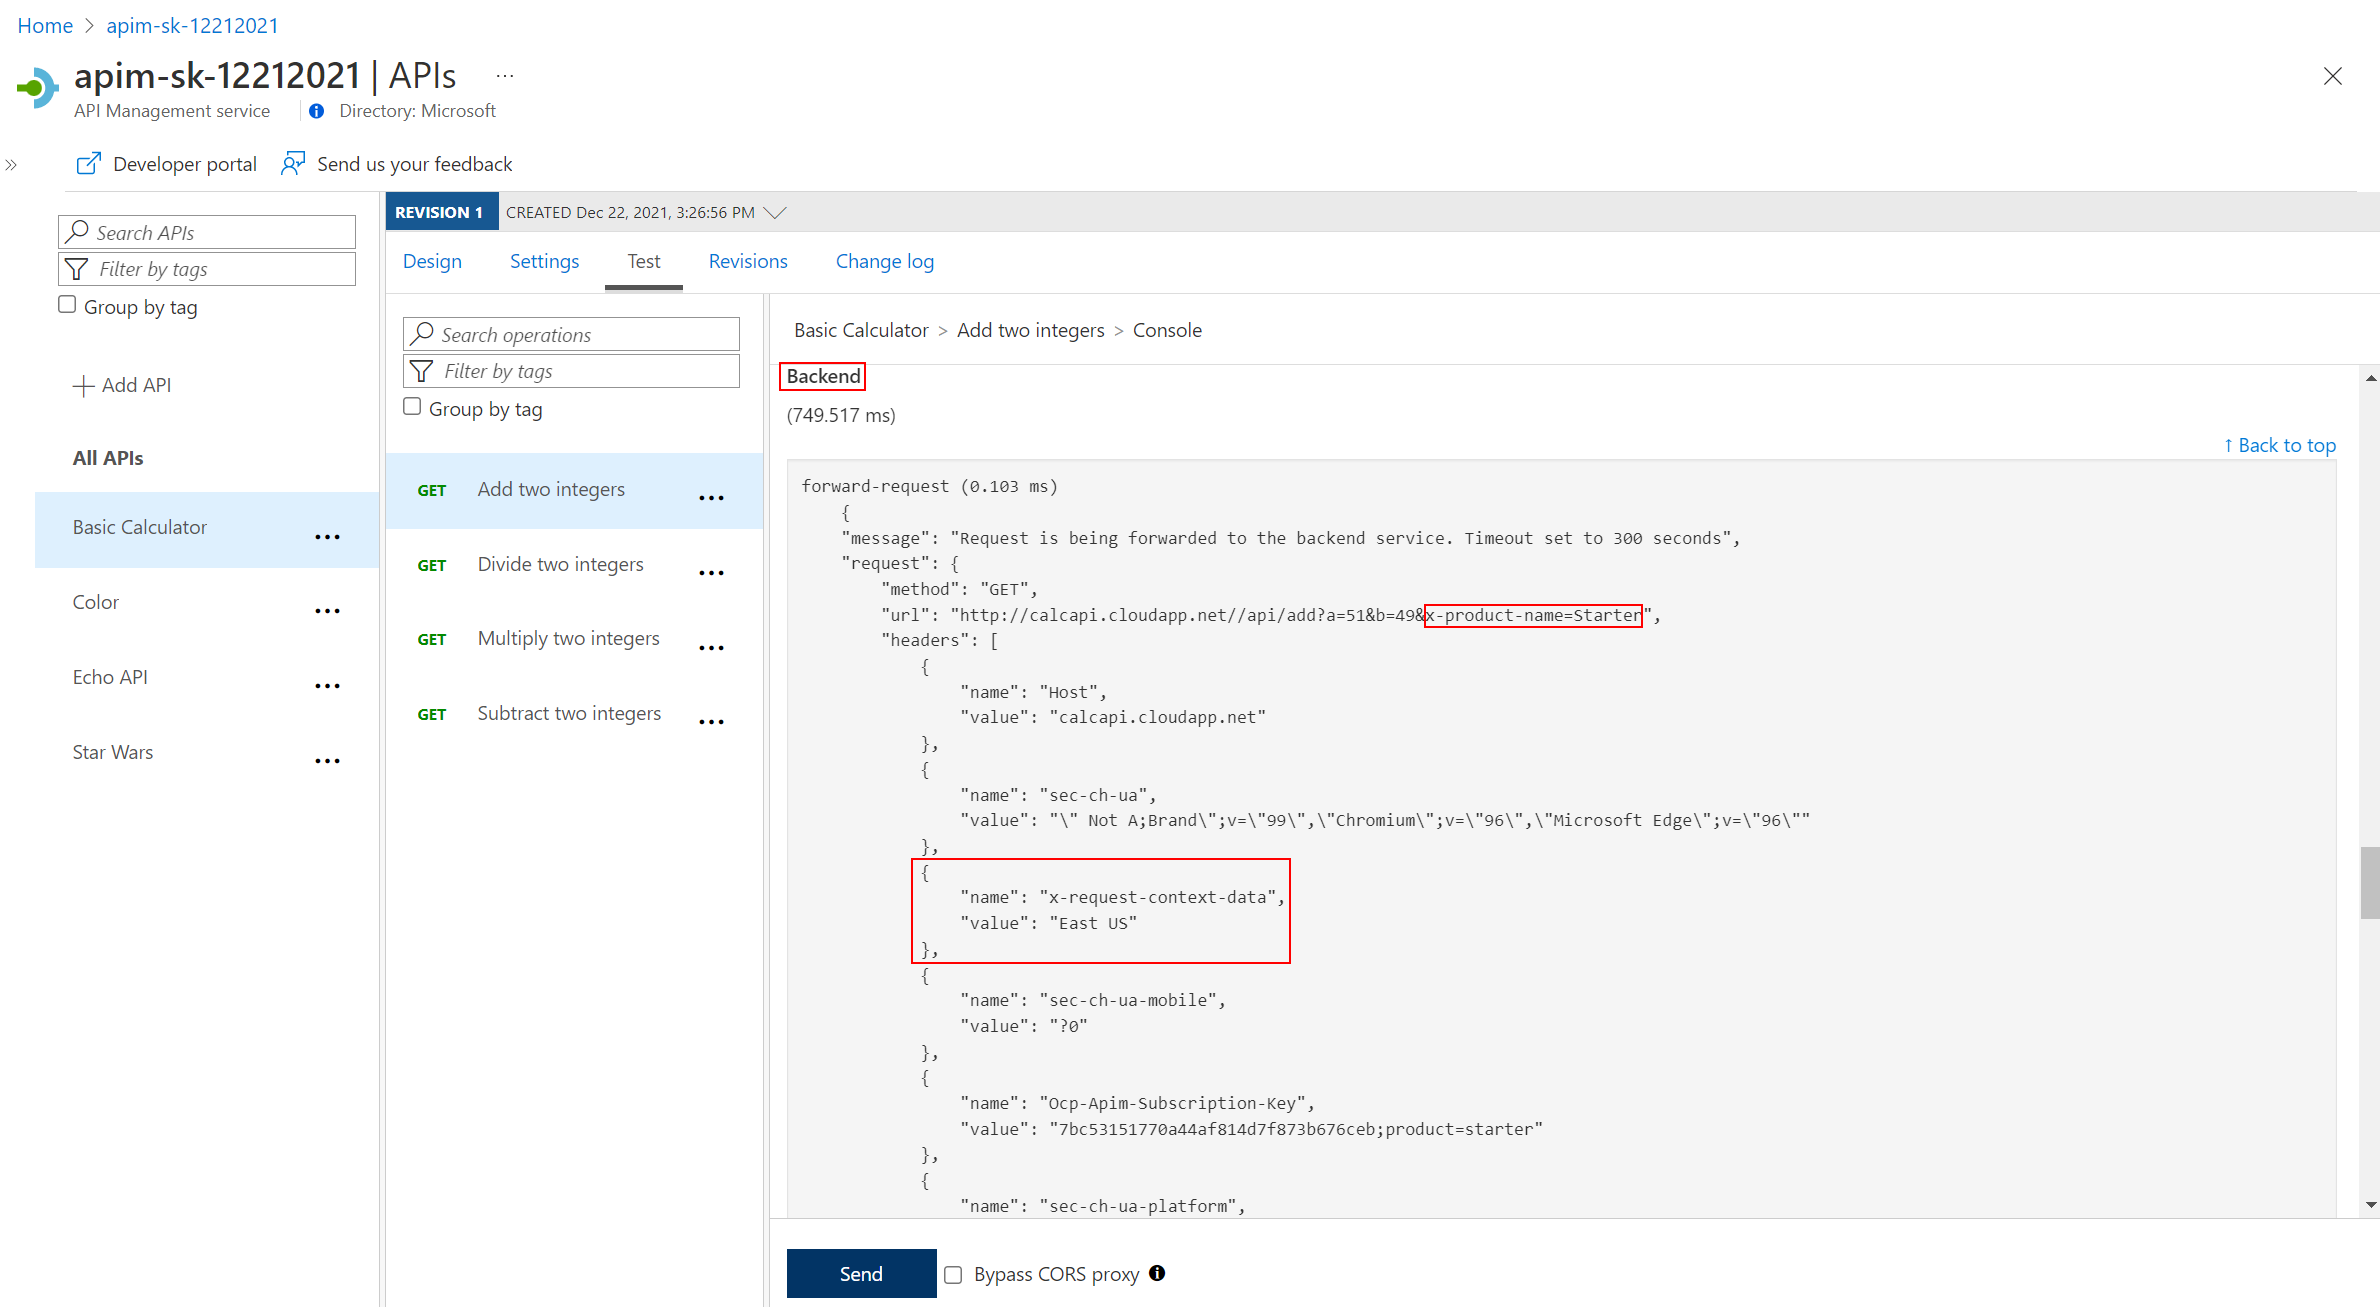 Home > apim-sk-12212021
apim-sk-12212021 | APIs ...
API Management service
Directory: Microsoft
»
Developer portal
Send us your feedback
Search APIs
Filter by tags
Group by tag
Add API
All APIs
Basic Calculator ...
Color ...
Echo API ...
Star Wars ...
REVISION 1 CREATED Dec 22, 2021, 3:26:56 PM
Design Settings Test Revisions Change log
Search operations
Filter by tags
Group by tag
GET Add two integers ...
GET Divide two integers ...
GET Multiply two integers ...
GET Subtract two integers ...
Basic Calculator > Add two integers > Console
Backend
(749.517 ms)
↑ Back to top
forward-request (0.103 ms)
{
"message": "Request is being forwarded to the backend service. Timeout set to 300 seconds",
"request": {
"method": "GET",
"url": "http://calcapi.cloudapp.net//api/add?a=51&b=49&x-product-name=Starter",
"headers": [
{
"name": "Host",
"value": "calcapi.cloudapp.net"
},
{
"name": "sec-ch-ua",
"value": "\" Not A;Brand\";v=\"99\",\"Chromium\";v=\"96\",\"Microsoft Edge\";v=\"96\""
},
{
"name": "x-request-context-data",
"value": "East US"
},
{
"name": "sec-ch-ua-mobile",
"value": "?0"
},
{
"name": "Ocp-Apim-Subscription-Key",
"value": "7bc53151770a44af814d7f873b676ceb;product=starter"
},
{
"name": "sec-ch-ua-platform",
Send
Bypass CORS proxy